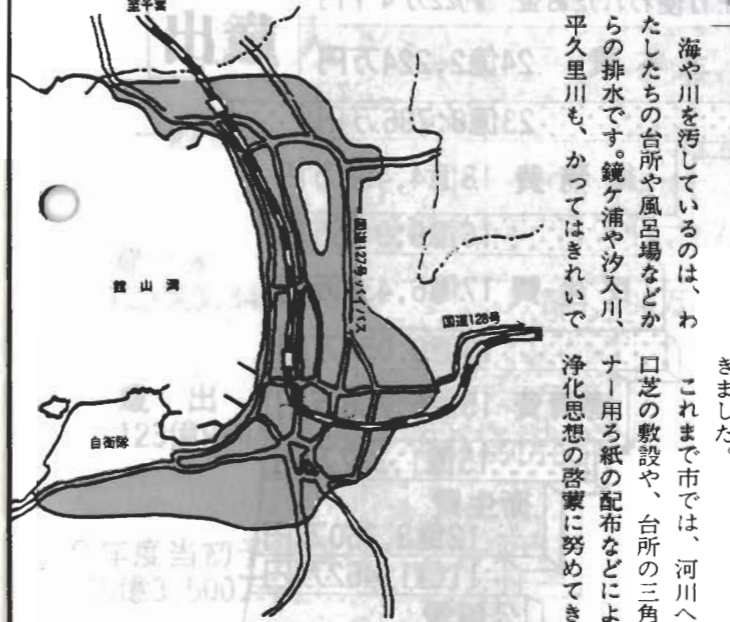 海や川を汚しているのは、わ
たしたちの台所や風呂場などか
らの排水です。鏡ケ浦や汐入川、
平久里川も、かってはきれいで
きました。
これまで市では、河川へ
口芝の敷設や、台所の三角
ナー用ろ紙の配布などによ
浄化思想の啓蒙に努めてき
至千倉
国道127号バイパス
館山湾
国道128号
自衛隊